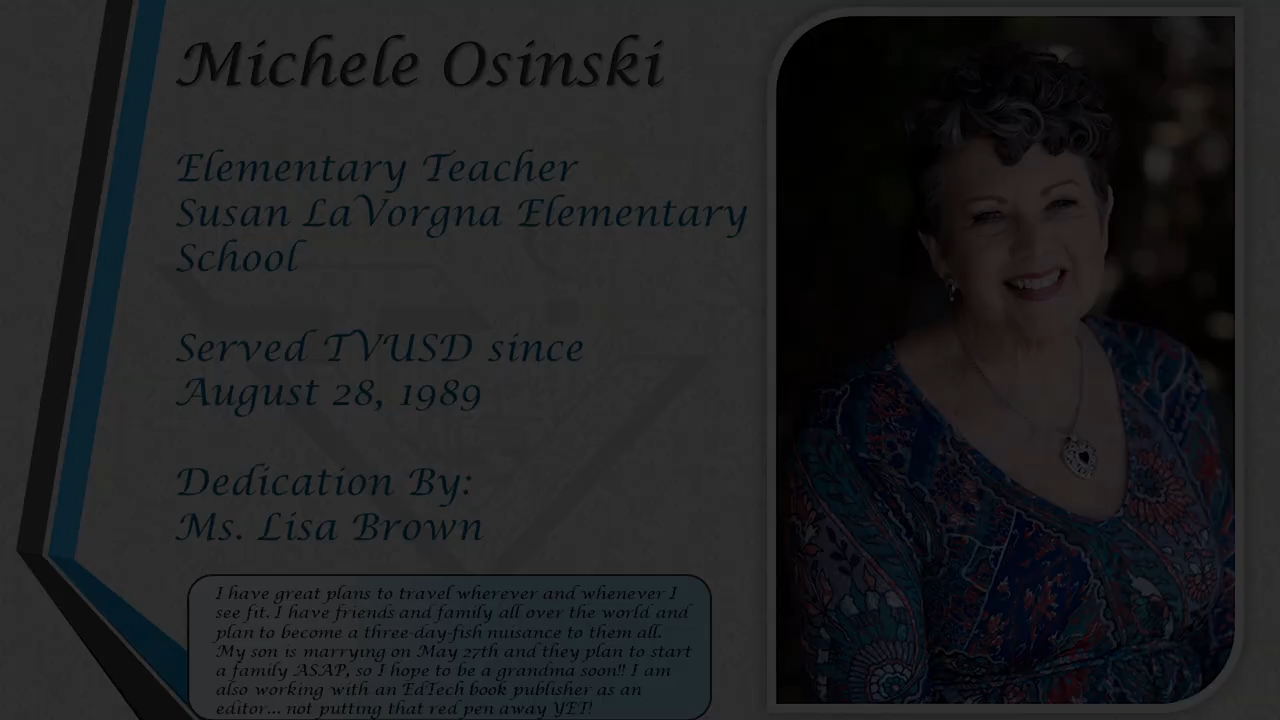 Michele Osinski
Elementary Teacher
Susan LaVorgna Elementary
School
Served TVUSD since
August 28, 1989
Dedication By:
Ms. Lisa Brown
I have great plans to travel wherever and whenever I
see fit. I have friends and family all over the world and
plan to become a three-day-fish nuisance to them all.
My son is marrying on May 27th and they plan to start
a family ASAP, so I hope to be a grandma soon!! I am
also working with an EdTech book publisher as an
editor... not putting that red pen away YET!